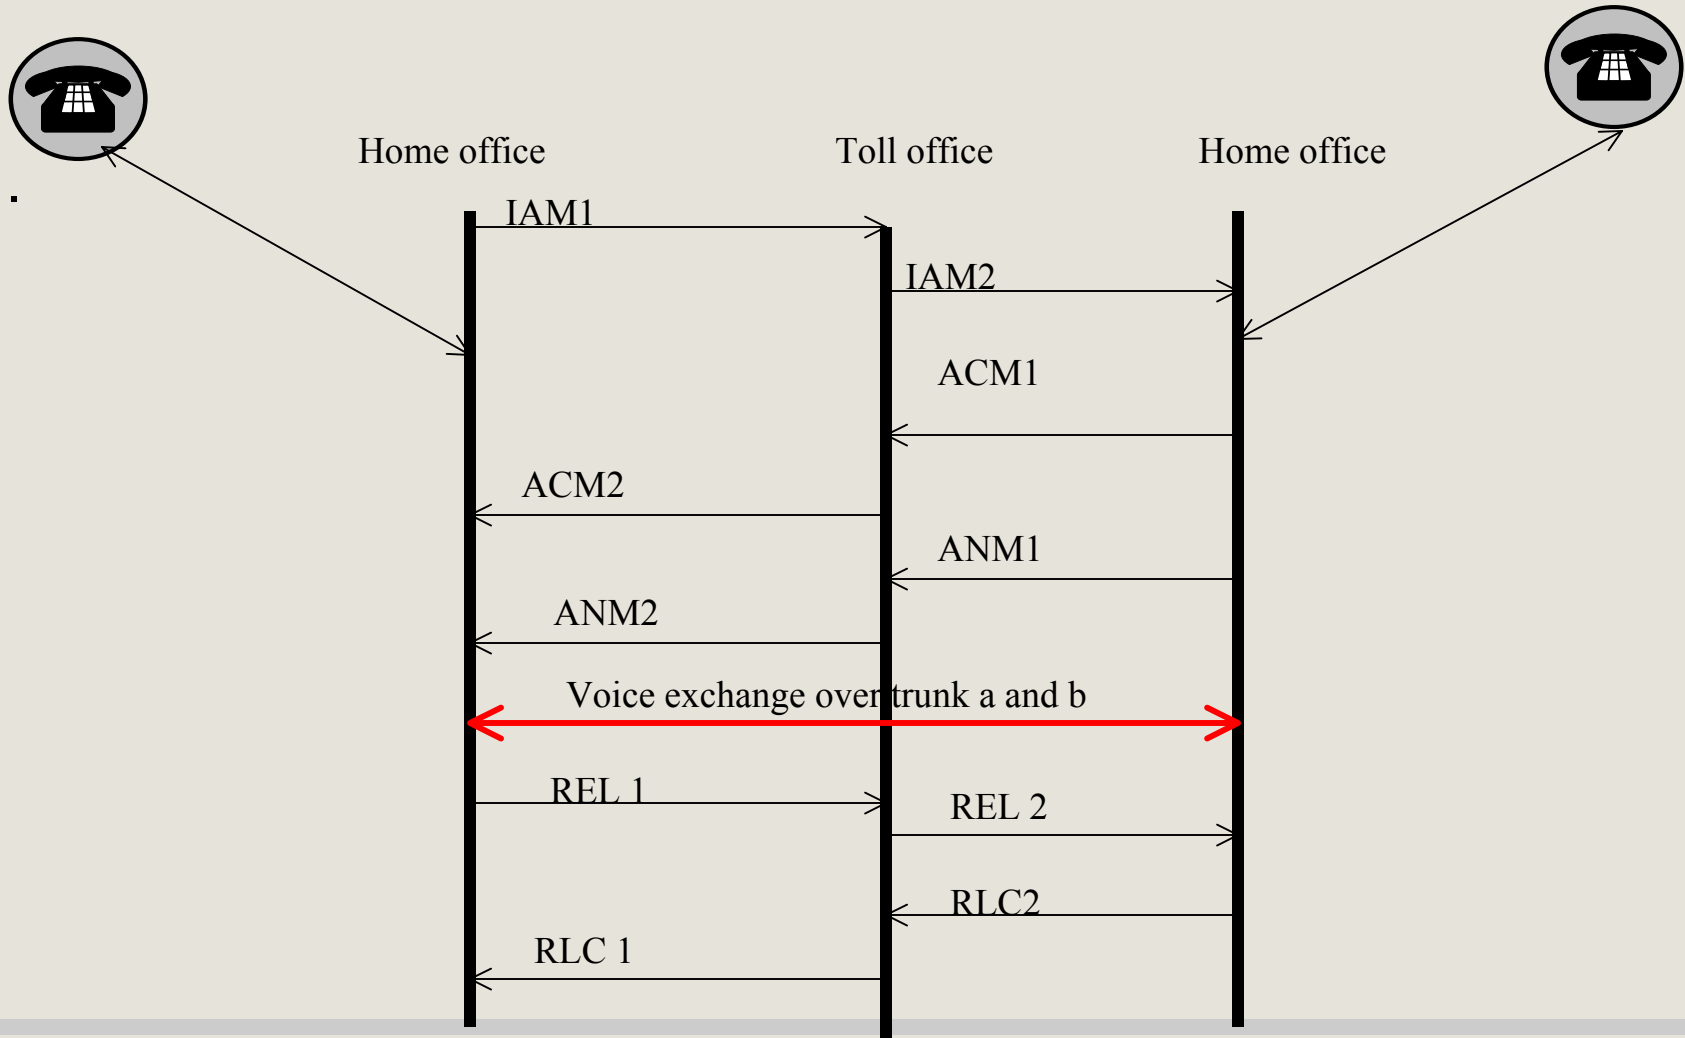 Home office
Toll office
Home office
IAM1
IAM2
ACM1
ACM2
ANM1
ANM2
Voice exchange over trunk a and b
REL 1
REL 2
RLC2
RLC 1